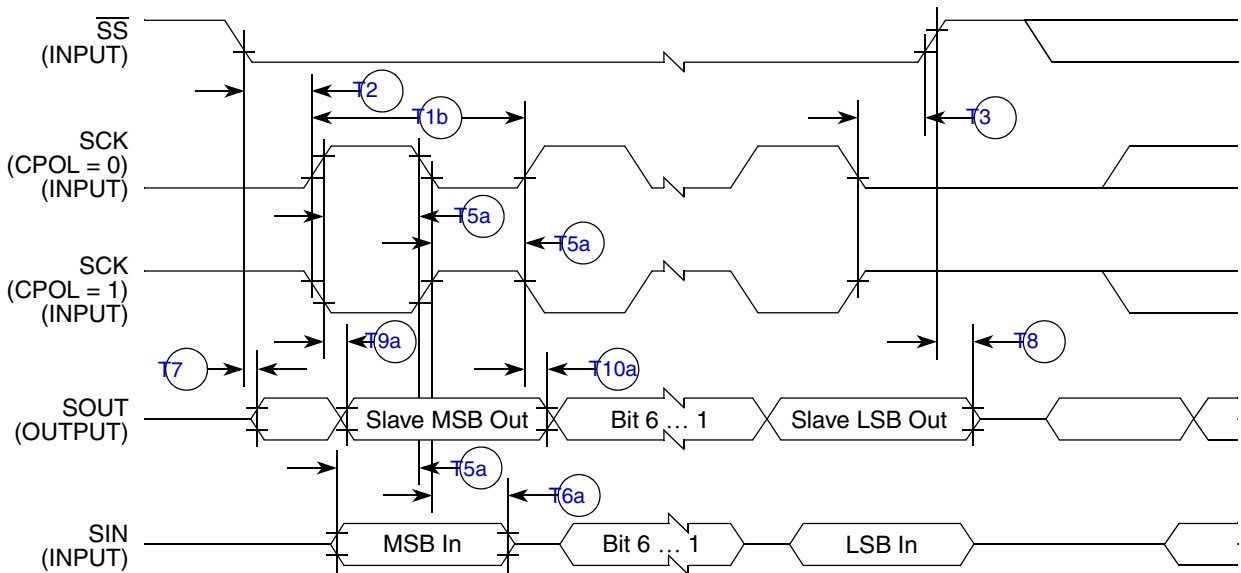 SS
(INPUT)
T2
T1b
T3
SCK
(CPOL = 0)
(INPUT)
T5a
T5a
SCK
(CPOL = 1)
(INPUT)
T9a
T7
T10a
T8
SOUT
(OUTPUT)
Slave MSB Out
Bit 6 … 1
Slave LSB Out
T5a
T6a
SIN
(INPUT)
MSB In
Bit 6 … 1
LSB In